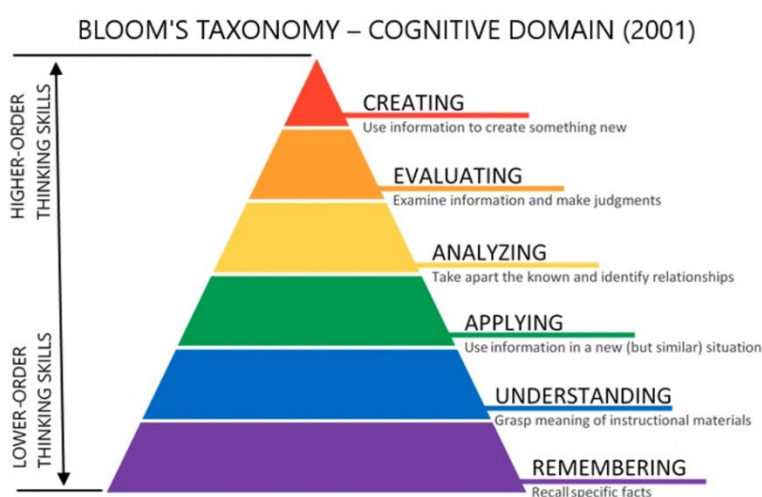 BLOOM'S TAXONOMY – COGNITIVE DOMAIN (2001)
HIGHER-ORDER
THINKING SKILLS
CREATING
Use information to create something new
EVALUATING
Examine information and make judgments
ANALYZING
Take apart the known and identify relationships
LOWER-ORDER
THINKING SKILLS
APPLYING
Use information in a new (but similar) situation
UNDERSTANDING
Grasp meaning of instructional materials
REMEMBERING
Recall specific facts